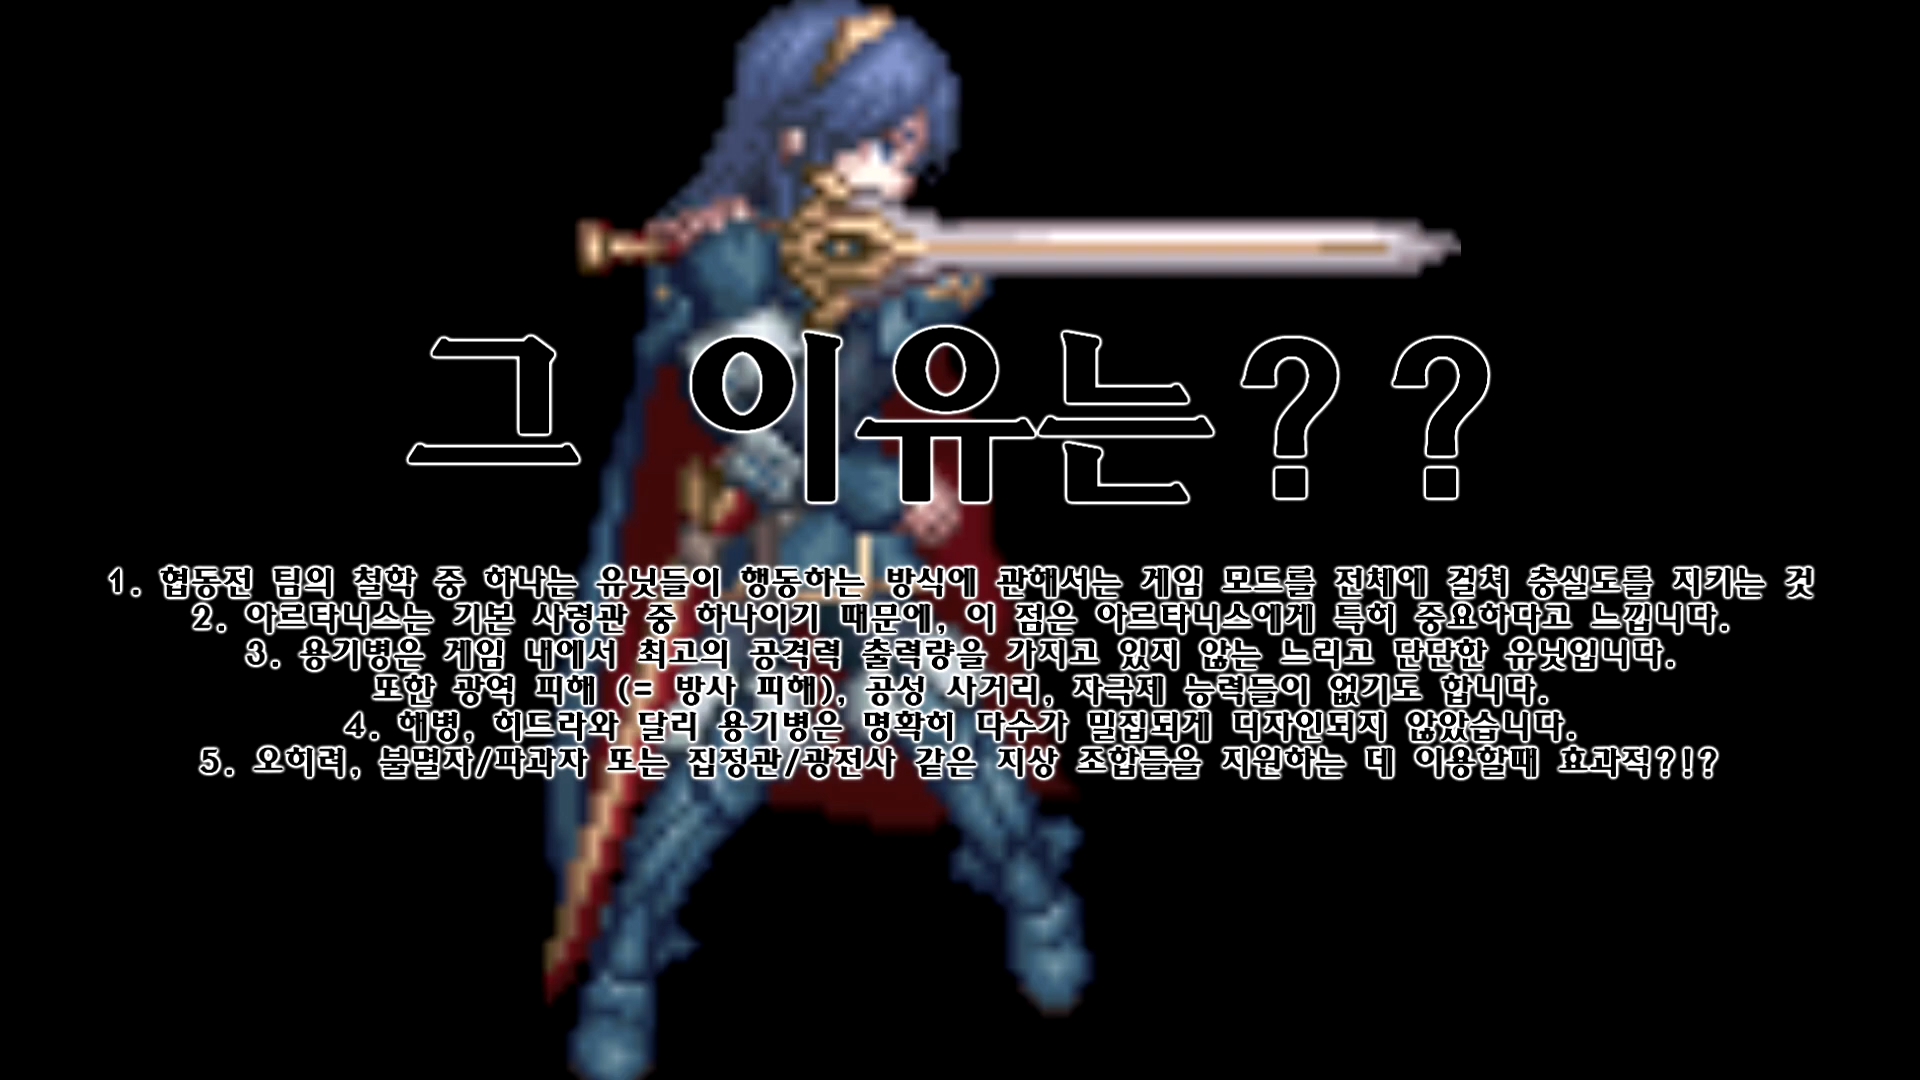 그 이유는??
1. 협동전 팀의 철학 중 하나는 유닛들이 행동하는 방식에 관해서는 게임 모드를 전체에 걸쳐 충실도를 지키는 것
2. 아르타니스는 기본 사령관 중 하나이기 때문에, 이 점은 아르타니스에게 특히 중요하다고 느낍니다.
3. 용기병은 게임 내에서 최고의 공격력 출력량을 가지고 있지 않는 느리고 단단한 유닛입니다.
또한 광역 피해 (= 방사 피해), 공성 사거리, 자극제 능력들이 없기도 합니다.
4. 해병, 히드라와 달리 용기병은 명확히 다수가 밀집되게 디자인되지 않았습니다.
5. 오히려, 불멸자/파괴자 또는 집정관/광전사 같은 지상 조합들을 지원하는 데 이용할때 효과적?!?